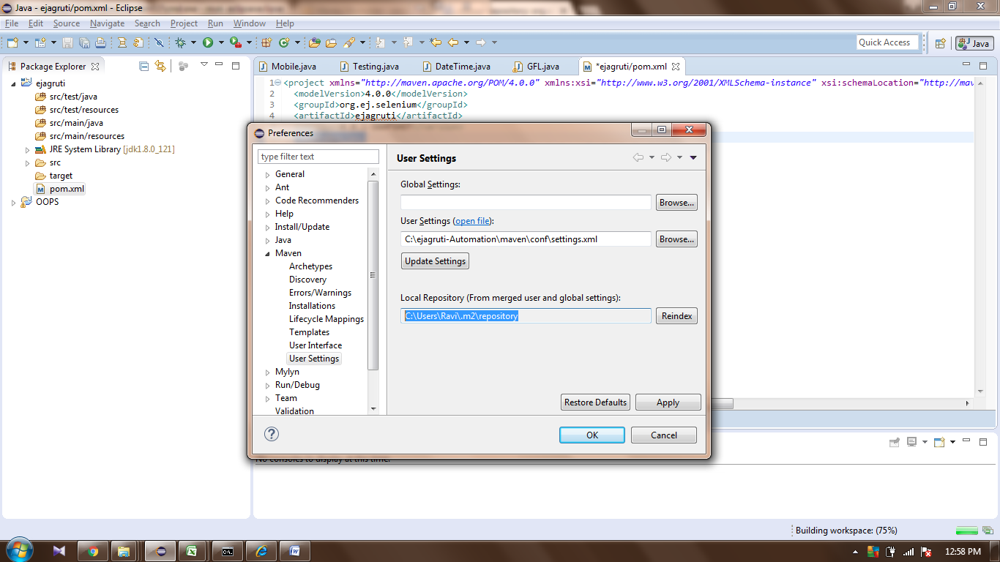 Java - ejagruti/pom.xml - Eclipse
File Edit Source Navigate Search Project Run Window Help
Quick Access
Java
Package Explorer
Mobile.java
Testing.java
DateTime.java
GFL.java
*ejagruti/pom.xml
ejagruti
src/test/java
src/test/resources
src/main/java
src/main/resources
JRE System Library [jdk1.8.0_121]
src
target
pom.xml
OOPS
1 <project xmlns="http://maven.apache.org/POM/4.0.0" xmlns:xsi="http://www.w3.org/2001/XMLSchema-instance" xsi:schemaLocation="http://mav
2 <modelVersion>4.0.0</modelVersion>
3 <groupId>org.ej.selenium</groupId>
4 <artifactId>ejagruti</artifactId>
Preferences
type filter text
General
Ant
Code Recommenders
Help
Install/Update
Java
Maven
Archetypes
Discovery
Errors/Warnings
Installations
Lifecycle Mappings
Templates
User Interface
User Settings
Mylyn
Run/Debug
Team
Validation
User Settings
Global Settings:
Browse...
User Settings (open file):
C:\ejagruti-Automation\maven\conf\settings.xml
Browse...
Update Settings
Local Repository (From merged user and global settings):
C:\Users\Ravi\.m2\repository
Reindex
Restore Defaults
Apply
OK
Cancel
No consoles to display at this time.
Building workspace: (75%)
12:58 PM